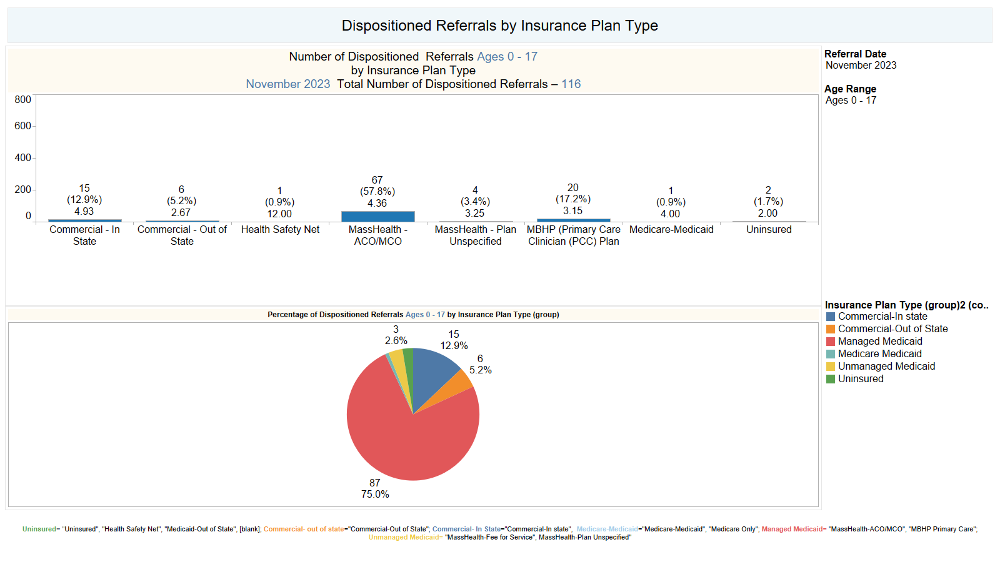 Dispositioned Referrals by Insurance Plan Type
Number of Dispositioned  Referrals Ages 0 - 17
by Insurance Plan Type
November 2023  Total Number of Dispositioned Referrals – 116
Referral Date
November 2023
Age Range
Ages 0 - 17
800
600
400
200
0
15
(12.9%)
4.93
6
(5.2%)
2.67
1
(0.9%)
12.00
67
(57.8%)
4.36
4
(3.4%)
3.25
20
(17.2%)
3.15
1
(0.9%)
4.00
2
(1.7%)
2.00
Commercial - In
State
Commercial - Out of
State
Health Safety Net
MassHealth -
ACO/MCO
MassHealth - Plan
Unspecified
MBHP (Primary Care
Clinician (PCC) Plan
Medicare-Medicaid
Uninsured
Percentage of Dispositioned Referrals Ages 0 - 17 by Insurance Plan Type (group)
3
2.6%
15
12.9%
6
5.2%
87
75.0%
Insurance Plan Type (group)2 (co..
Commercial-In state
Commercial-Out of State
Managed Medicaid
Medicare Medicaid
Unmanaged Medicaid
Uninsured
Uninsured= "Uninsured", "Health Safety Net", "Medicaid-Out of State", [blank]; Commercial- out of state="Commercial-Out of State"; Commercial- In State="Commercial-In state",  Medicare-Medicaid="Medicare-Medicaid", "Medicare Only"; Managed Medicaid= "MassHealth-ACO/MCO", "MBHP Primary Care";
Unmanaged Medicaid= "MassHealth-Fee for Service", MassHealth-Plan Unspecified"